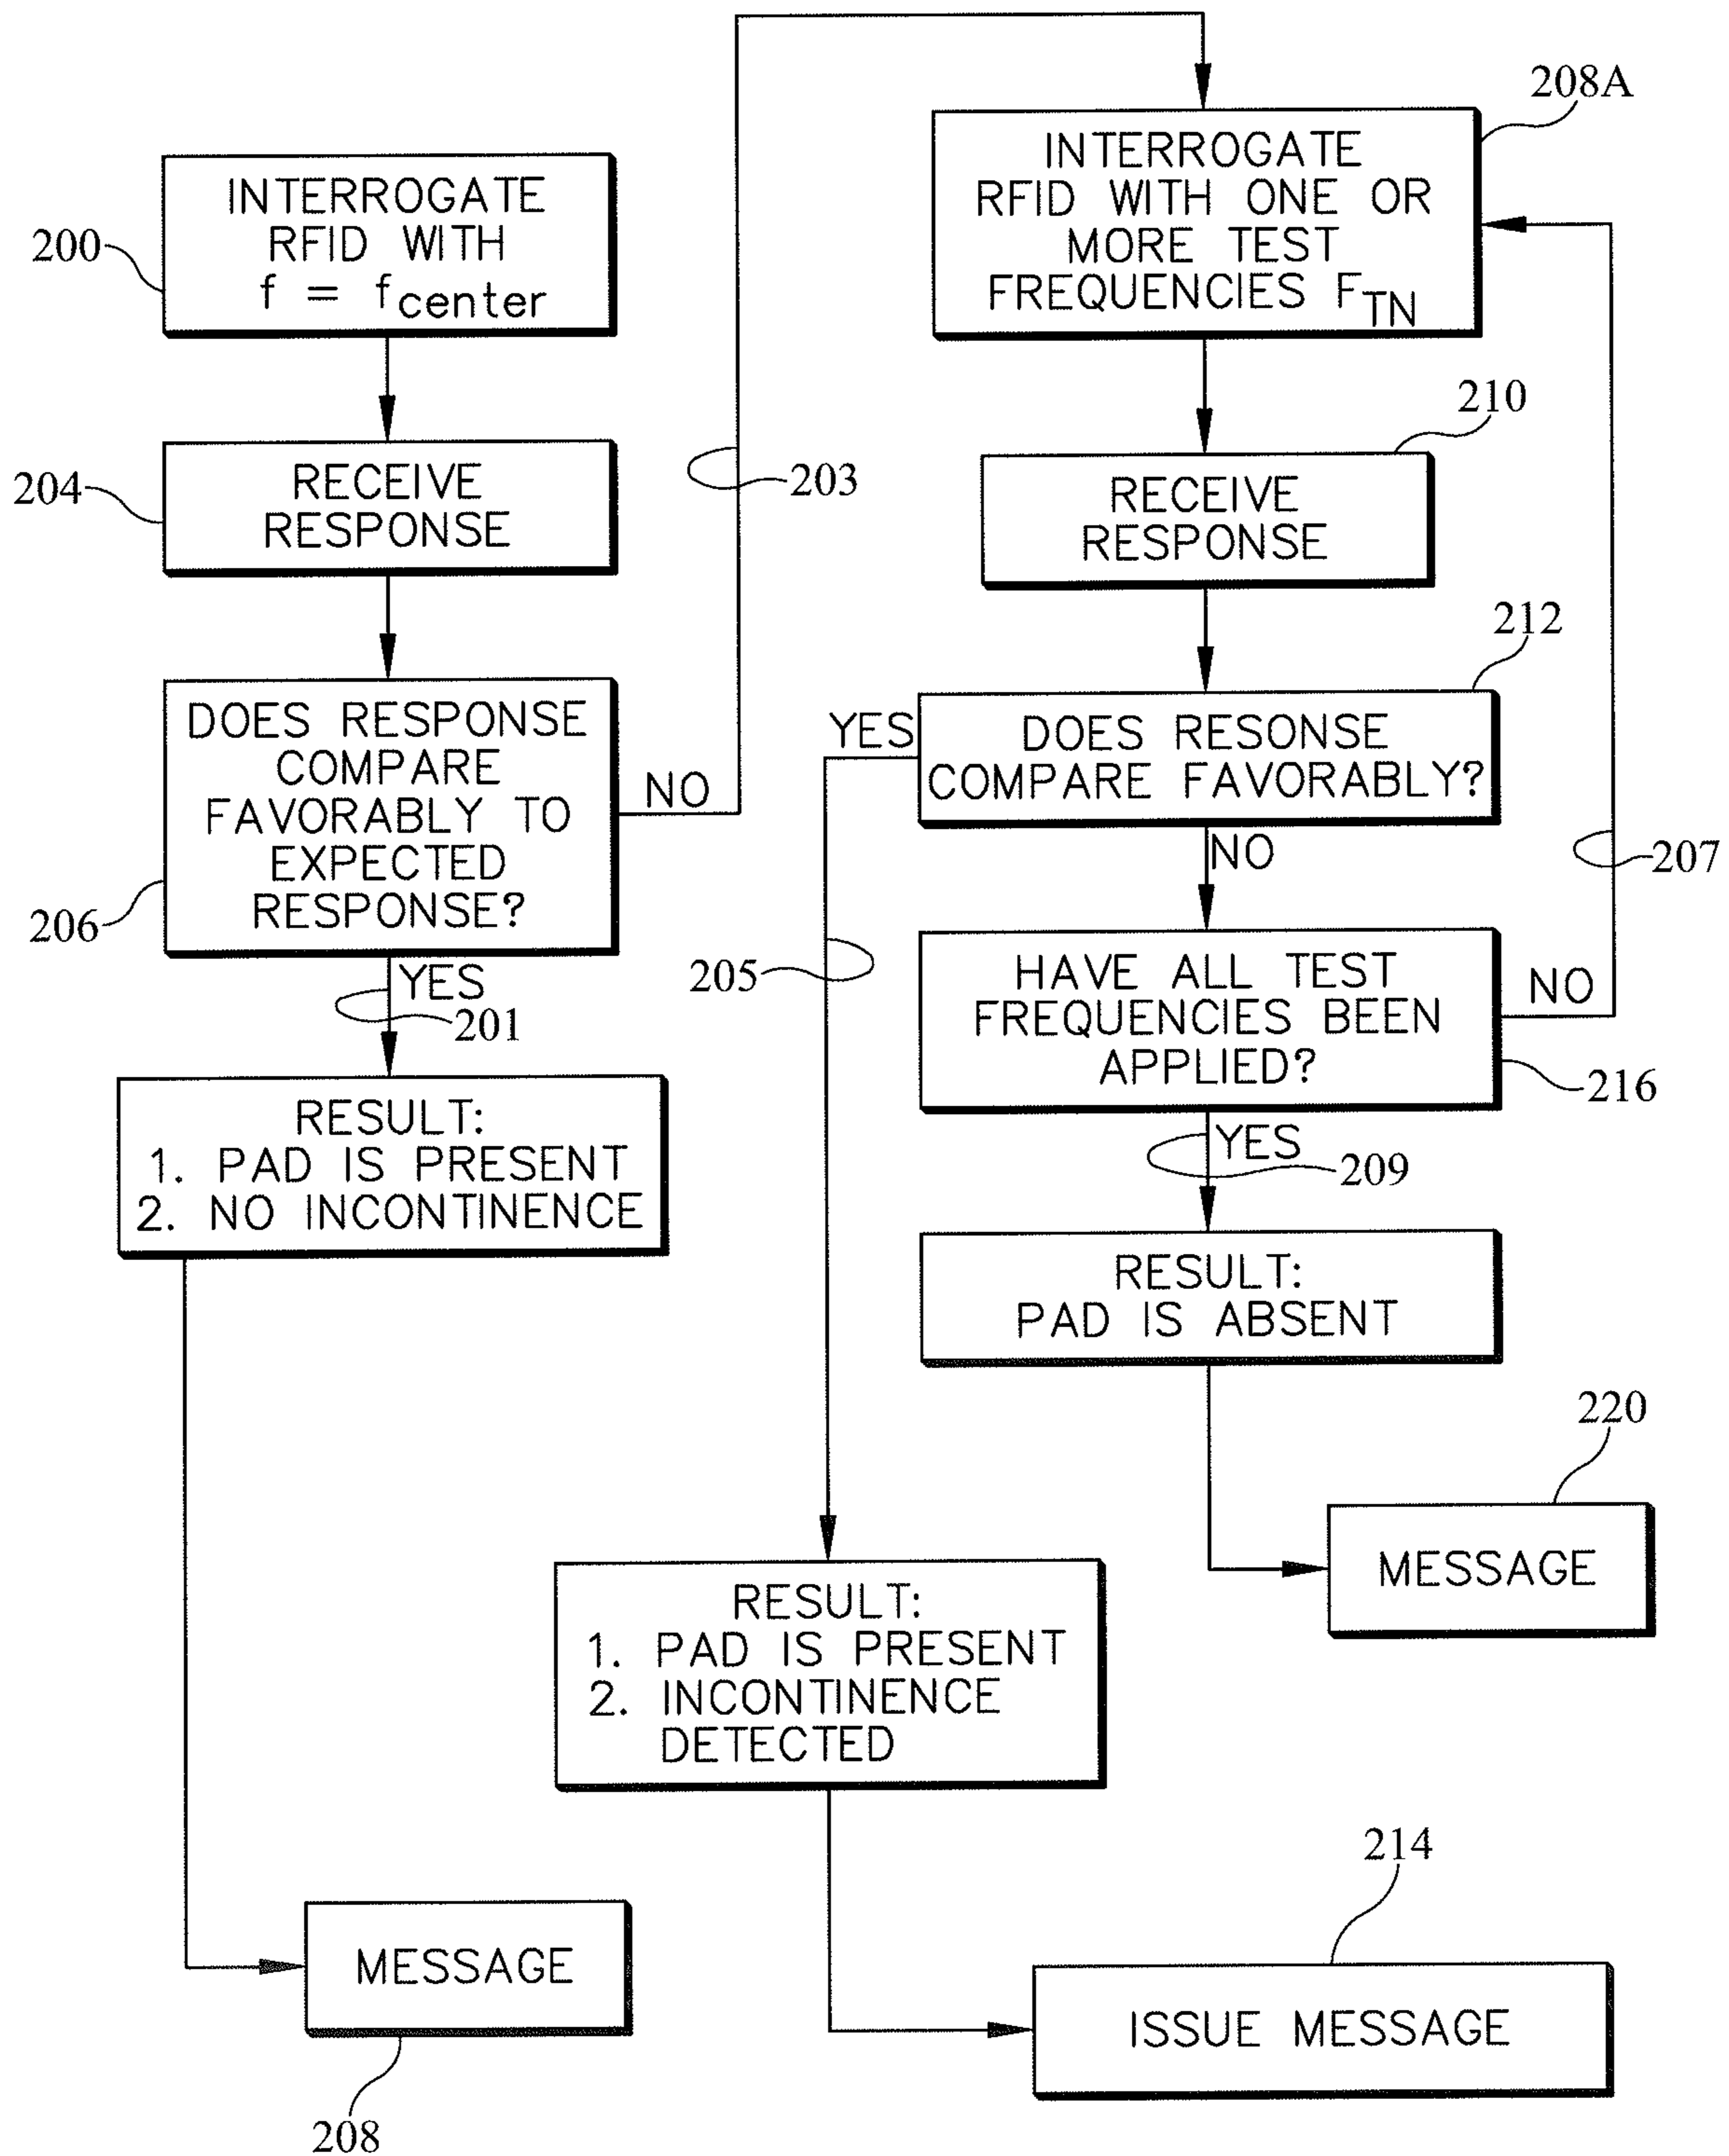 200
INTERROGATE
RFID WITH
f = fcenter
204
RECEIVE
RESPONSE
206
DOES RESPONSE
COMPARE
FAVORABLY TO
EXPECTED
RESPONSE?
NO
203
YES
201
RESULT:
1. PAD IS PRESENT
2. NO INCONTINENCE
MESSAGE
208
208A
INTERROGATE
RFID WITH ONE OR
MORE TEST
FREQUENCIES FTN
210
RECEIVE
RESPONSE
212
YES
DOES RESONSE
COMPARE FAVORABLY?
NO
207
205
HAVE ALL TEST
FREQUENCIES BEEN
APPLIED?
NO
216
YES
209
RESULT:
PAD IS ABSENT
220
MESSAGE
RESULT:
1. PAD IS PRESENT
2. INCONTINENCE
DETECTED
214
ISSUE MESSAGE